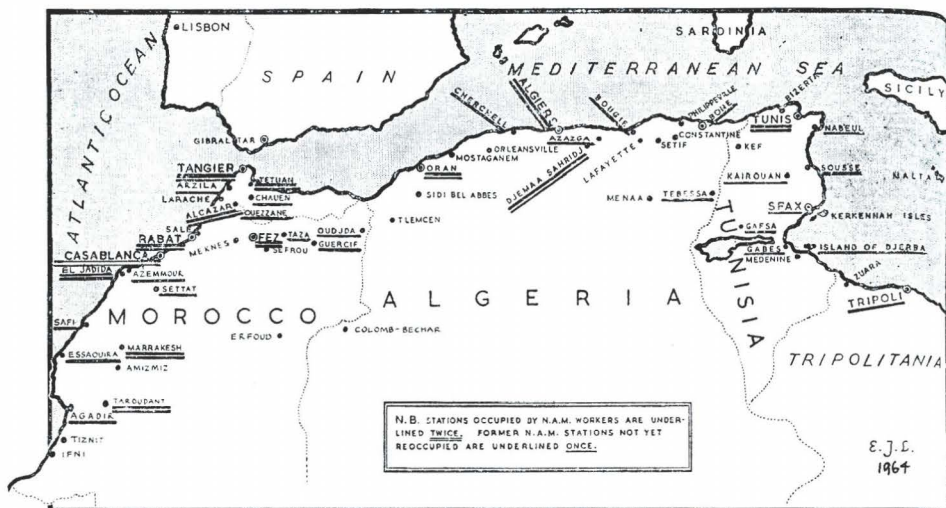 LISBON
SPAIN
ATLANTIC OCEAN
GIBRALTAR
MEDITERRANEAN SEA
SARDINIA
SICILY
MALTA
CHERCHELL
ALGIERS
BOUGIE
PHILIPPEVILLE
BONE
BIZERTA
TUNIS
NABEUL
AZAZGA
ORLEANSVILLE
MOSTAGANEM
DJEMAA SAHRIDJ
LAFAYETTE
SETIF
CONSTANTINE
KEF
SOUSSE
KAIROUAN
TANGIER
ARZILA
LARACHE
ALCAZAR
TETUAN
CHAUEN
OUEZZANE
ORAN
SIDI BEL ABBES
TLEMCEN
MENAA
TEBESSA
SFAX
KERKENNAH ISLES
GAFSA
GABES
MEDENINE
ISLAND OF DJERBA
ZUARA
TRIPOLI
SALE
RABAT
CASABLANCA
EL JADIDA
AZEMMOUR
SETTAT
MEKNES
FEZ
SEFROU
TAZA
OUDJDA
GUERCIF
MOROCCO
ALGERIA
TUNISIA
TRIPOLITANIA
SAFI
ERFOUD
COLOMB-BECHAR
ESSAOUIRA
MARRAKESH
AMIZMIZ
TAROUDANT
AGADIR
TIZNIT
IFNI
N.B. STATIONS OCCUPIED BY N.A.M. WORKERS ARE UNDER-
LINED TWICE. FORMER N.A.M. STATIONS NOT YET
REOCCUPIED ARE UNDERLINED ONCE.
E.J.L.
1964